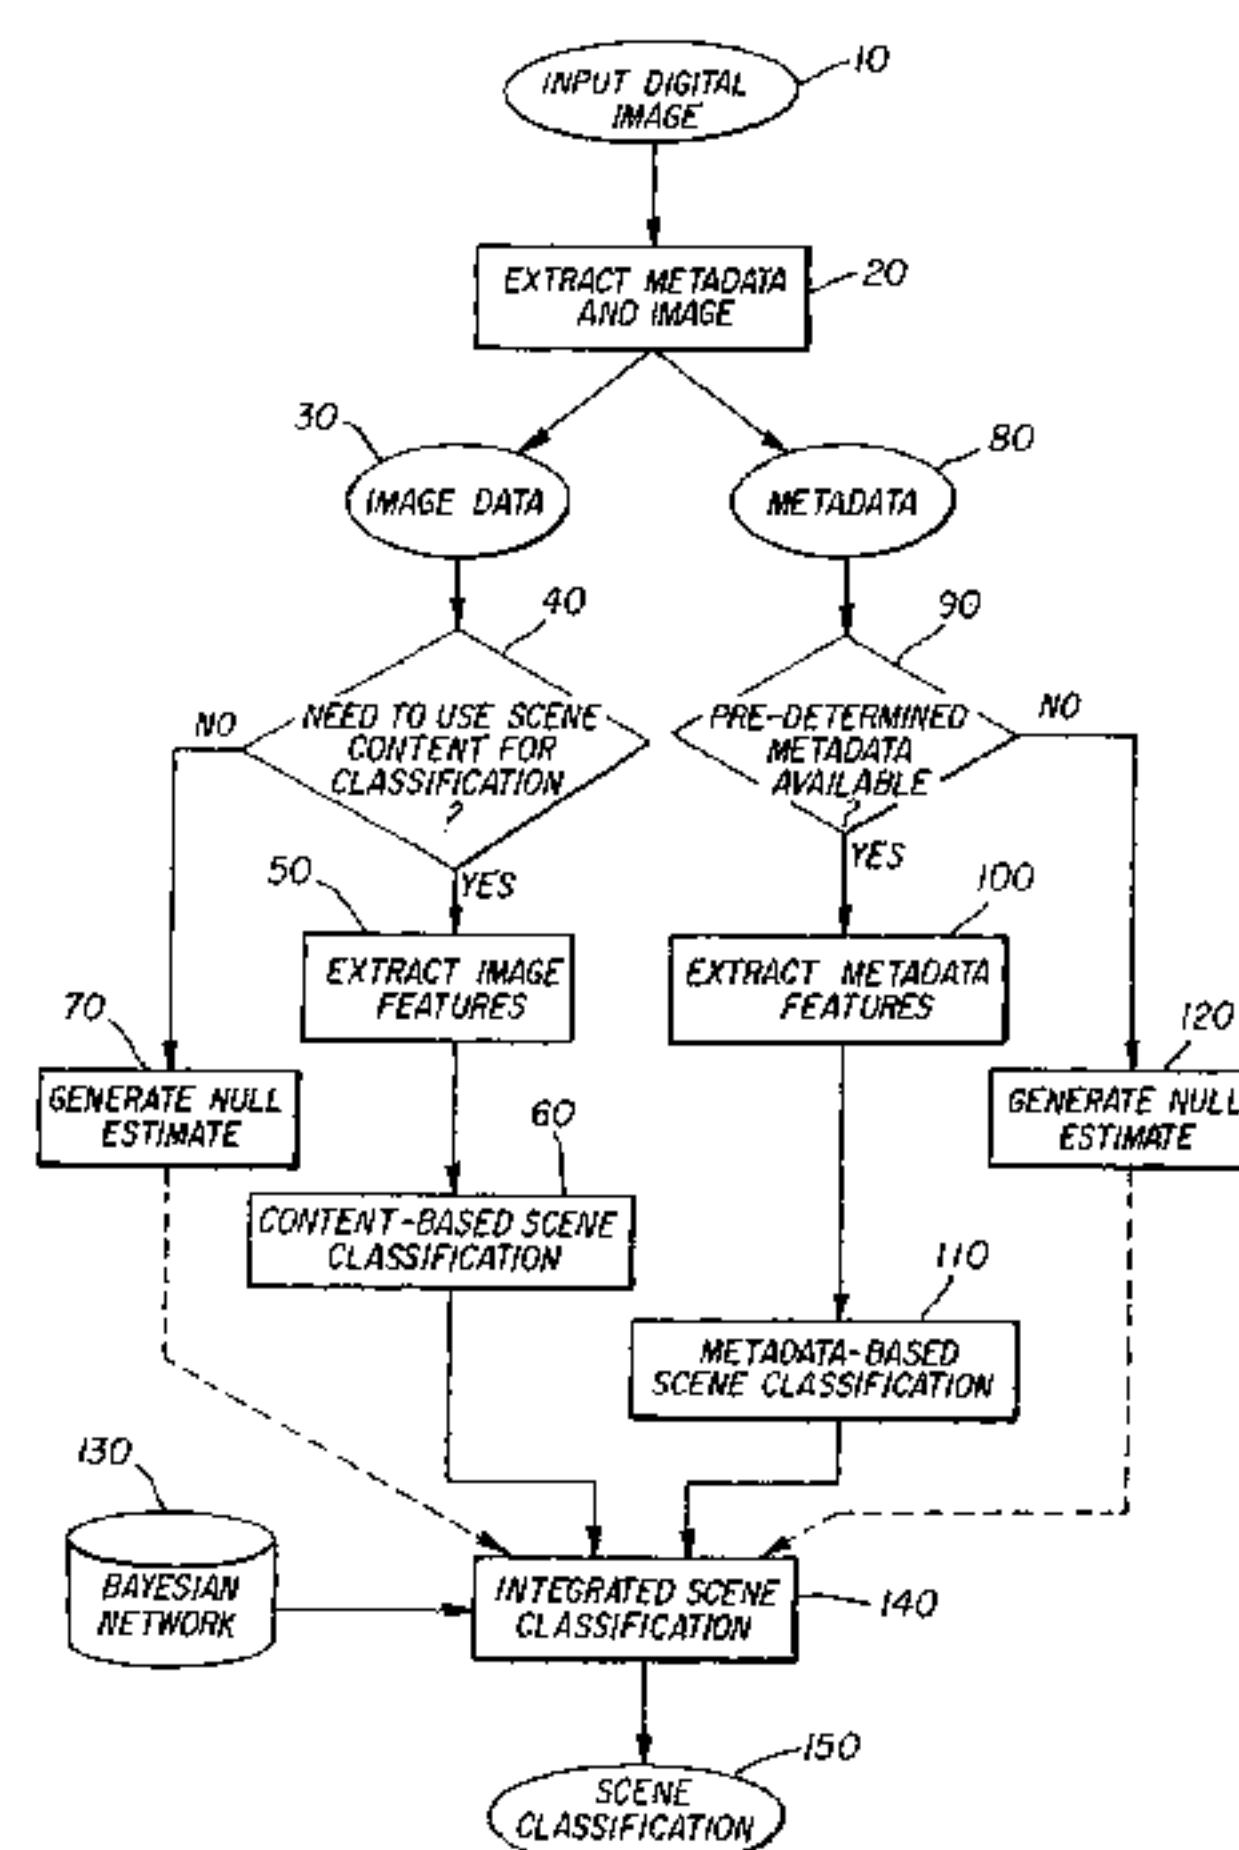 10
INPUT DIGITAL
IMAGE
20
EXTRACT METADATA
AND IMAGE
30
IMAGE DATA
80
METADATA
40
NEED TO USE SCENE
CONTENT FOR
CLASSIFICATION
?
NO
YES
90
PRE-DETERMINED
METADATA
AVAILABLE
?
NO
YES
50
EXTRACT IMAGE
FEATURES
100
EXTRACT METADATA
FEATURES
70
GENERATE NULL
ESTIMATE
120
GENERATE NULL
ESTIMATE
60
CONTENT-BASED SCENE
CLASSIFICATION
110
METADATA-BASED
SCENE CLASSIFICATION
130
BAYESIAN
NETWORK
INTEGRATED SCENE
CLASSIFICATION
140
150
SCENE
CLASSIFICATION